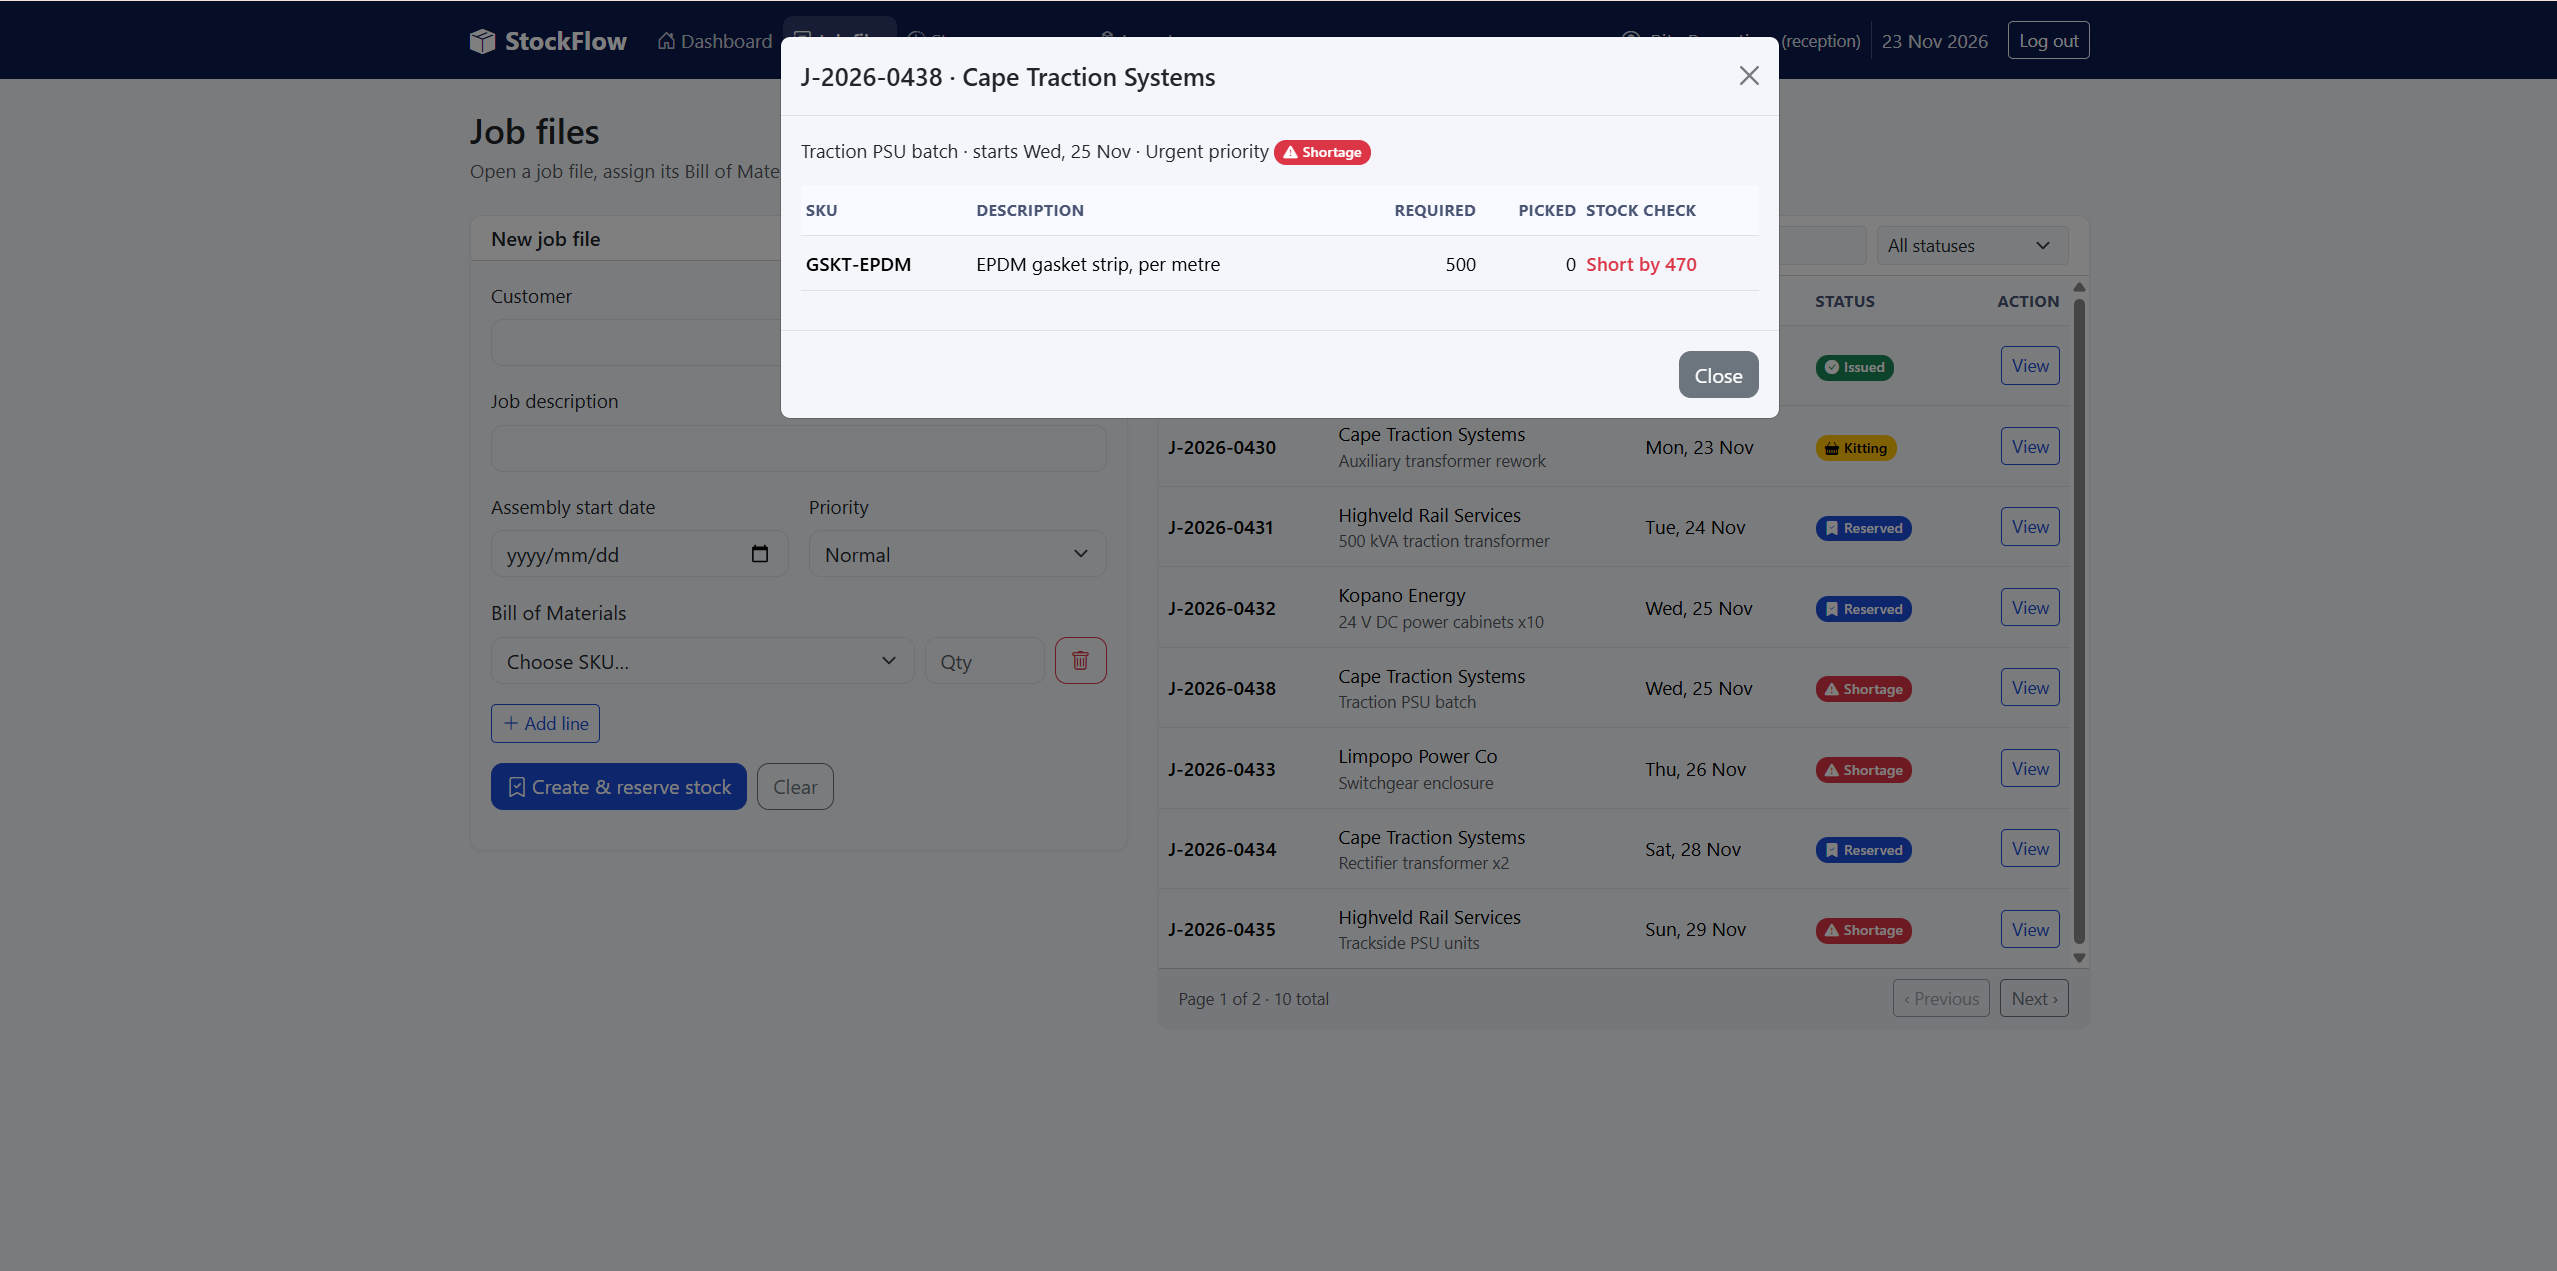 StockFlow
Dashboard
(reception)
23 Nov 2026
Log out
J-2026-0438 · Cape Traction Systems
Traction PSU batch · starts Wed, 25 Nov · Urgent priority Shortage
SKU DESCRIPTION REQUIRED PICKED STOCK CHECK
GSKT-EPDM EPDM gasket strip, per metre 500 0 Short by 470
Close
Job files
Open a job file, assign its Bill of Mate
New job file
Customer
Job description
Assembly start date Priority
yyyy/mm/dd Normal
Bill of Materials
Choose SKU... Qty
+ Add line
Create & reserve stock Clear
All statuses
STATUS ACTION
Issued View
J-2026-0430 Cape Traction Systems Mon, 23 Nov Kitting View
Auxiliary transformer rework
J-2026-0431 Highveld Rail Services Tue, 24 Nov Reserved View
500 kVA traction transformer
J-2026-0432 Kopano Energy Wed, 25 Nov Reserved View
24 V DC power cabinets x10
J-2026-0438 Cape Traction Systems Wed, 25 Nov Shortage View
Traction PSU batch
J-2026-0433 Limpopo Power Co Thu, 26 Nov Shortage View
Switchgear enclosure
J-2026-0434 Cape Traction Systems Sat, 28 Nov Reserved View
Rectifier transformer x2
J-2026-0435 Highveld Rail Services Sun, 29 Nov Shortage View
Trackside PSU units
Page 1 of 2 · 10 total ‹ Previous Next ›